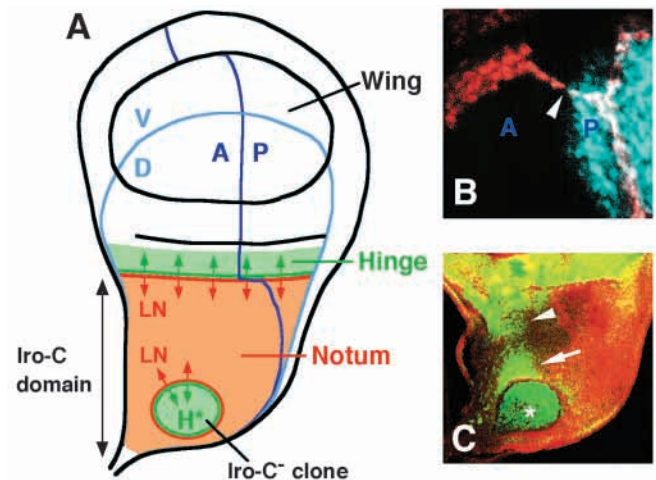 A
Wing
V
D
A P
Hinge
LN
Notum
LN
H*
Iro-C
domain
Iro-C⁻ clone
B
A
P
C
*